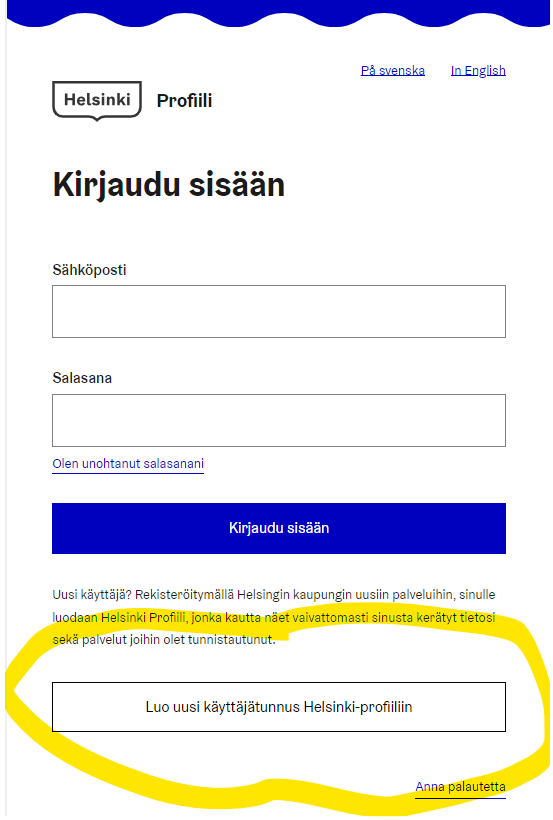 På svenska In English
Helsinki Profiili
Kirjaudu sisään
Sähköposti
Salasana
Olen unohtanut salasanani
Kirjaudu sisään
Uusi käyttäjä? Rekisteröitymällä Helsingin kaupungin uusiin palveluihin, sinulle
luodaan Helsinki Profiili, jonka kautta näet vaivattomasti sinusta kerätyt tietosi
sekä palvelut joihin olet tunnistautunut.
Luo uusi käyttäjätunnus Helsinki-profiiliin
Anna palautetta